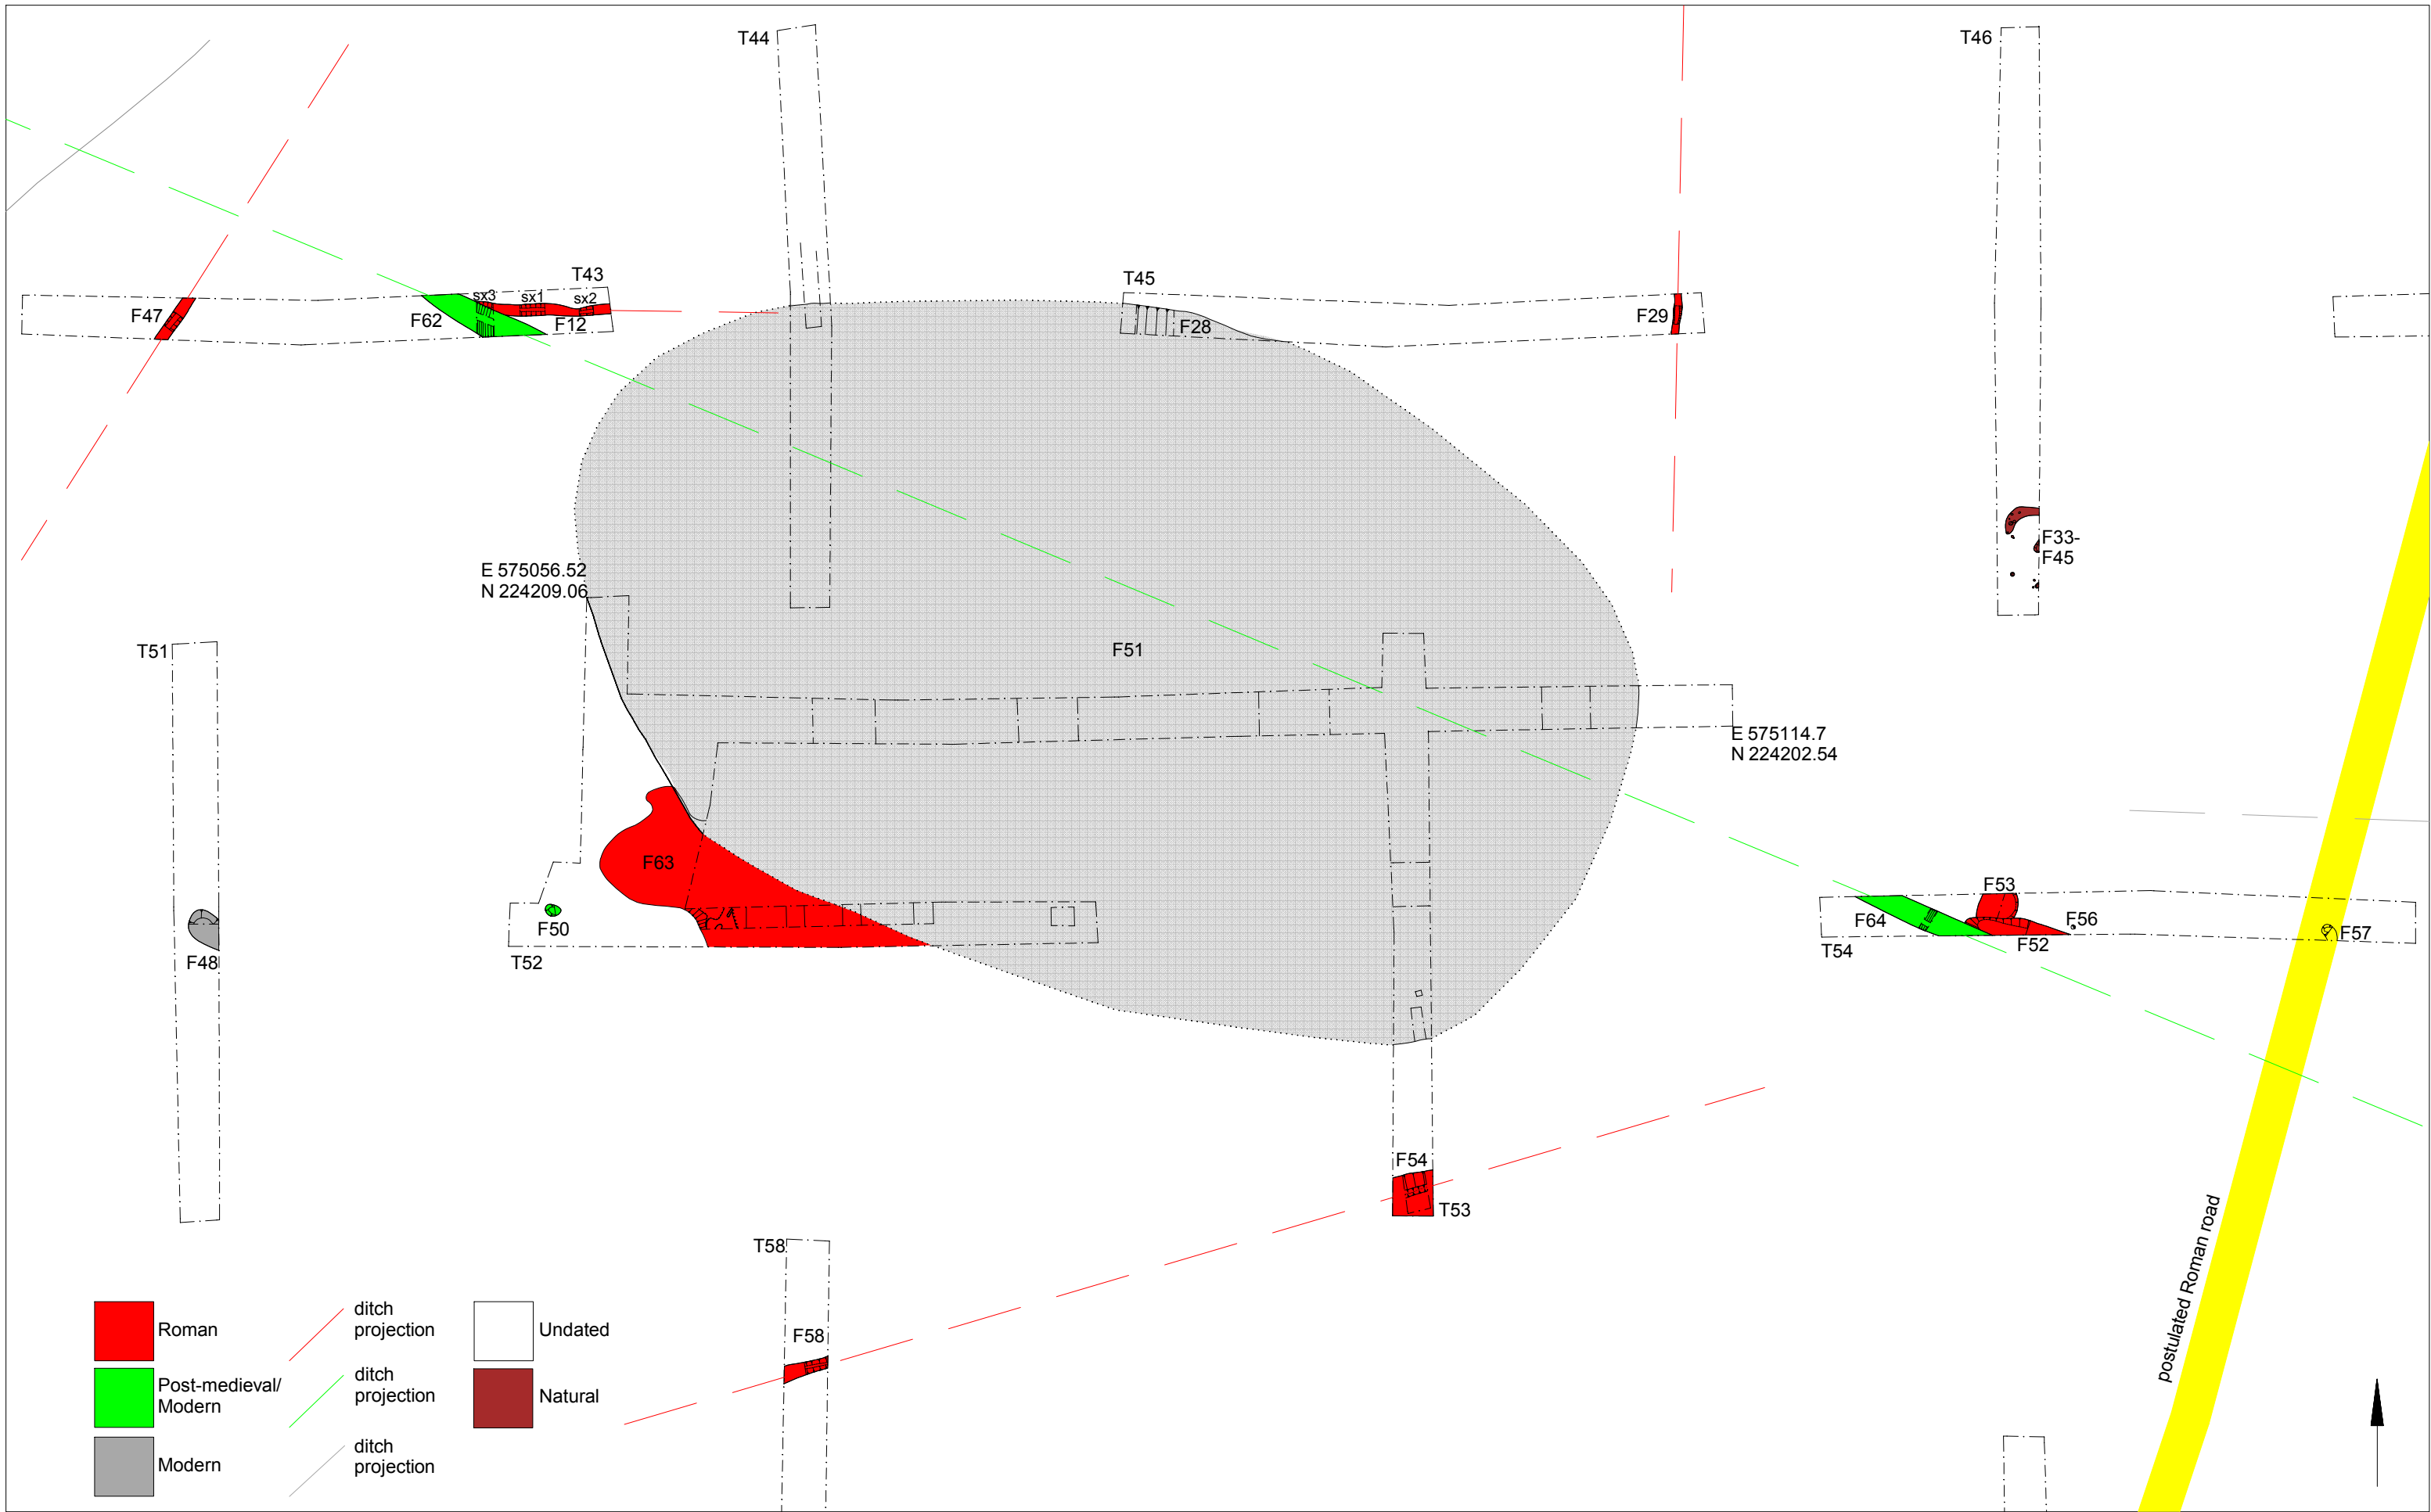 T44
T46
T43
T45
sx3
sx1
sx2
F47
F62
F12
F28
F29
F33-
F45
E 575056.52
N 224209.06
T51
F51
E 575114.7
N 224202.54
F63
F50
T52
F48
F53
F64
F56
F52
F57
T54
F54
T53
T58
F58
postulated Roman road
Roman
ditch
projection
Undated
Post-medieval/
Modern
ditch
projection
Natural
Modern
ditch
projection